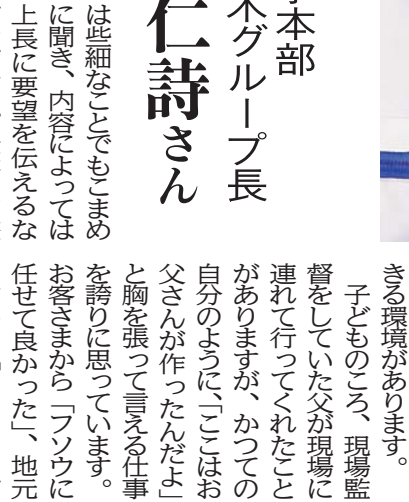 本部
木グループ長
仁詩さん
は些細なことでもこまめ
に聞き、内容によっては
上長に要望を伝えるな
きる環境があります。
子どものころ、現場監
督をしていた父が現場に
連れて行ってくれたこと
がありますが、かつての
自分のように、「ここはお
父さんが作ったんだよ」
と胸を張って言える仕事
を誇りに思っています。
お客さまから「フソウに
任せて良かった」、地元